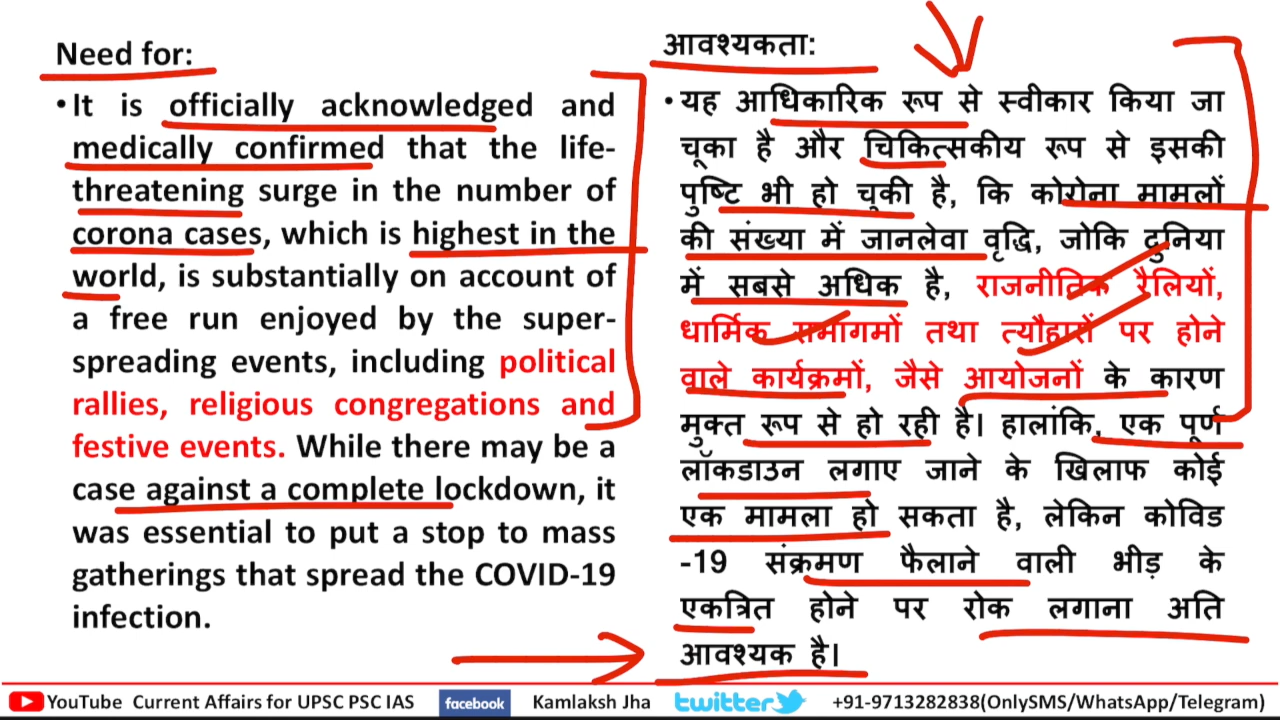 Need for:
• It is officially acknowledged and
medically confirmed that the life-
threatening surge in the number of
corona cases, which is highest in the
world, is substantially on account of
a free run enjoyed by the super-
spreading events, including political
rallies, religious congregations and
festive events. While there may be a
case against a complete lockdown, it
was essential to put a stop to mass
gatherings that spread the COVID-19
infection.
आवश्यकता:
• यह आधिकारिक रूप से स्वीकार किया जा
चूका है और चिकित्सकीय रूप से इसकी
पुष्टि भी हो चुकी है, कि कोरोना मामलों
की संख्या में जानलेवा वृद्धि, जोकि दुनिया
में सबसे अधिक है, राजनीतिक रैलियों,
धार्मिक समागमों तथा त्यौहारों पर होने
वाले कार्यक्रमों, जैसे आयोजनों के कारण
मुक्त रूप से हो रही है। हालांकि, एक पूर्ण
लॉकडाउन लगाए जाने के खिलाफ कोई
एक मामला हो सकता है, लेकिन कोविड
-19 संक्रमण फैलाने वाली भीड़ के
एकत्रित होने पर रोक लगाना अति
आवश्यक है।
YouTube Current Affairs for UPSC PSC IAS facebook Kamlaksh Jha twitter +91-9713282838(OnlySMS/WhatsApp/Telegram)